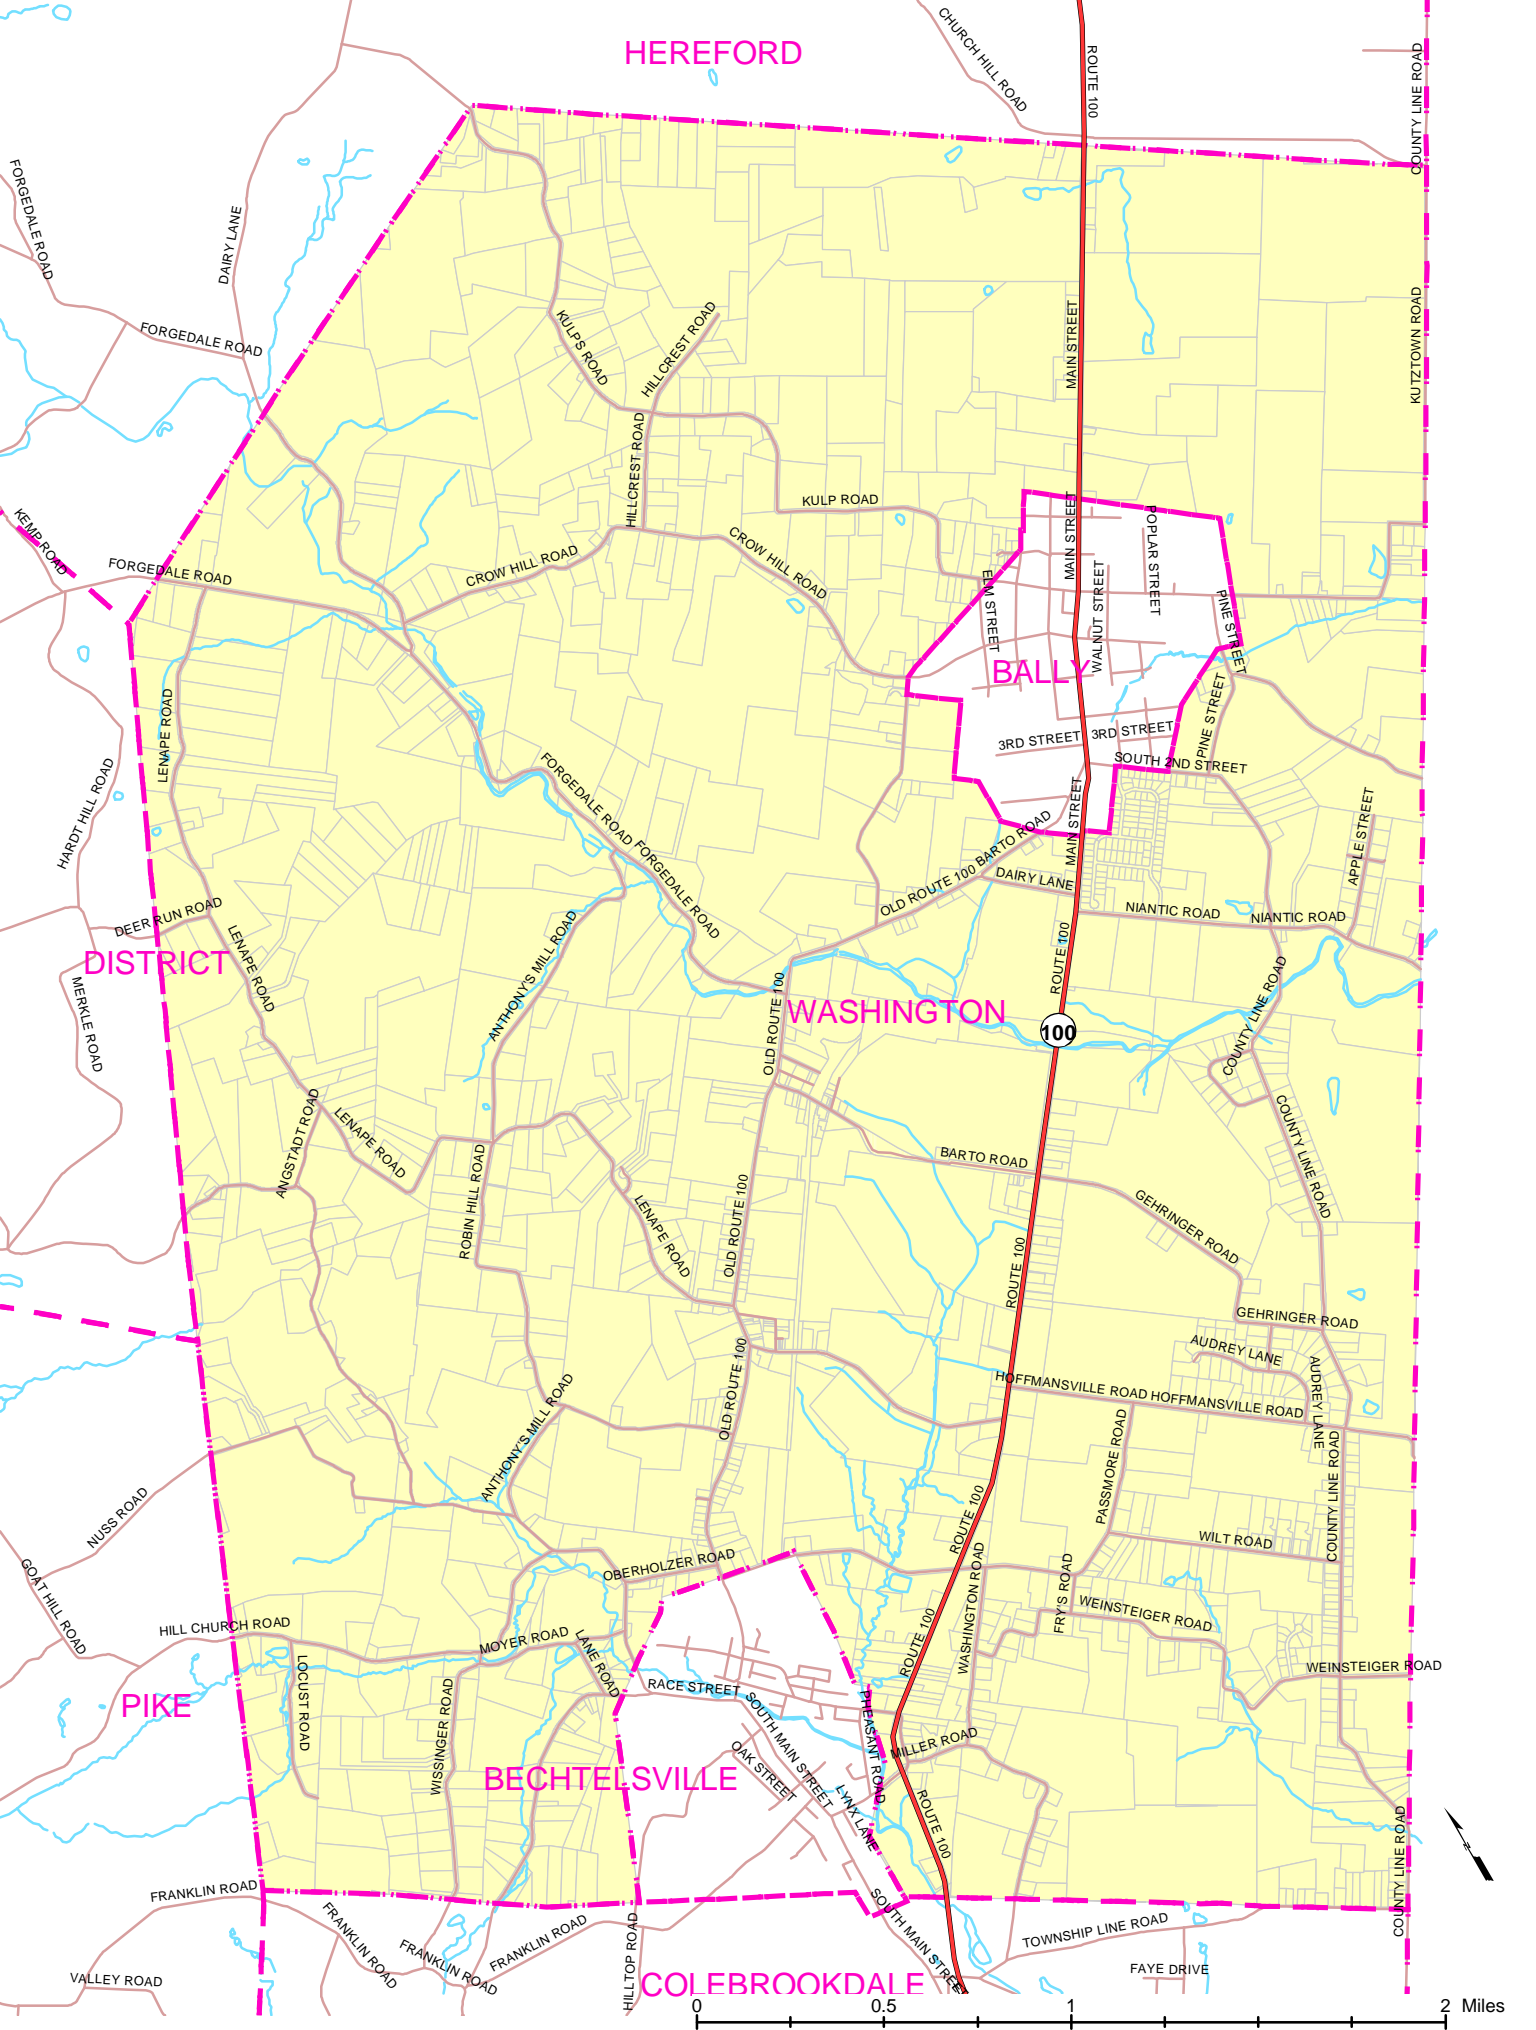 HEREFORD
CHURCH HILL ROAD
ROUTE 100
COUNTY LINE ROAD
FORGEDALE ROAD
DAIRY LANE
FORGEDALE ROAD
KULPS ROAD
HILLCREST ROAD
MAIN STREET
KUTZTOWN ROAD
HILLCREST ROAD
KULP ROAD
KEMP ROAD
FORGEDALE ROAD
CROW HILL ROAD
CROW HILL ROAD
MAIN STREET
POPLAR STREET
ELM STREET
WALNUT STREET
PINE STREET
BALLY
LENAPE ROAD
HARDT HILL ROAD
3RD STREET
3RD STREET
PINE STREET
SOUTH 2ND STREET
FORGEDALE ROAD
FORGEDALE ROAD
MAIN STREET
OLD ROUTE 100
BARTO ROAD
APPLE STREET
DAIRY LANE
NIANTIC ROAD
NIANTIC ROAD
DEER RUN ROAD
LENAPE ROAD
DISTRICT
ANTHONY'S MILL ROAD
FORGEDALE ROAD
ROUTE 100
MERKLE ROAD
OLD ROUTE 100
WASHINGTON
100
COUNTY LINE ROAD
ANGSTADT ROAD
LENAPE ROAD
ROBIN HILL ROAD
LENAPE ROAD
OLD ROUTE 100
BARTO ROAD
GEHRINGER ROAD
COUNTY LINE ROAD
ROUTE 100
GEHRINGER ROAD
AUDREY LANE
OLD ROUTE 100
HOFFMANSVILLE ROAD
HOFFMANSVILLE ROAD
AUDREY LANE
ANTHONY'S MILL ROAD
PASSMORE ROAD
COUNTY LINE ROAD
NUSS ROAD
ROUTE 100
WILT ROAD
GOAT HILL ROAD
OBERHOLZER ROAD
WASHINGTON ROAD
FRY'S ROAD
WEINSTEIGER ROAD
HILL CHURCH ROAD
MOYER ROAD
LANE ROAD
ROUTE 100
WEINSTEIGER ROAD
LOCUST ROAD
WISSINGER ROAD
PIKE
RACE STREET
SOUTH MAIN STREET
PHEASANT ROAD
MILLER ROAD
OAK STREET
BECHTELSVILLE
LYNX LANE
ROUTE 100
COUNTY LINE ROAD
FRANKLIN ROAD
FRANKLIN ROAD
FRANKLIN ROAD
FRANKLIN ROAD
HILLTOP ROAD
SOUTH MAIN STREE
TOWNSHIP LINE ROAD
FAYE DRIVE
VALLEY ROAD
COLEBROOKDALE
0 0.5 1 2 Miles